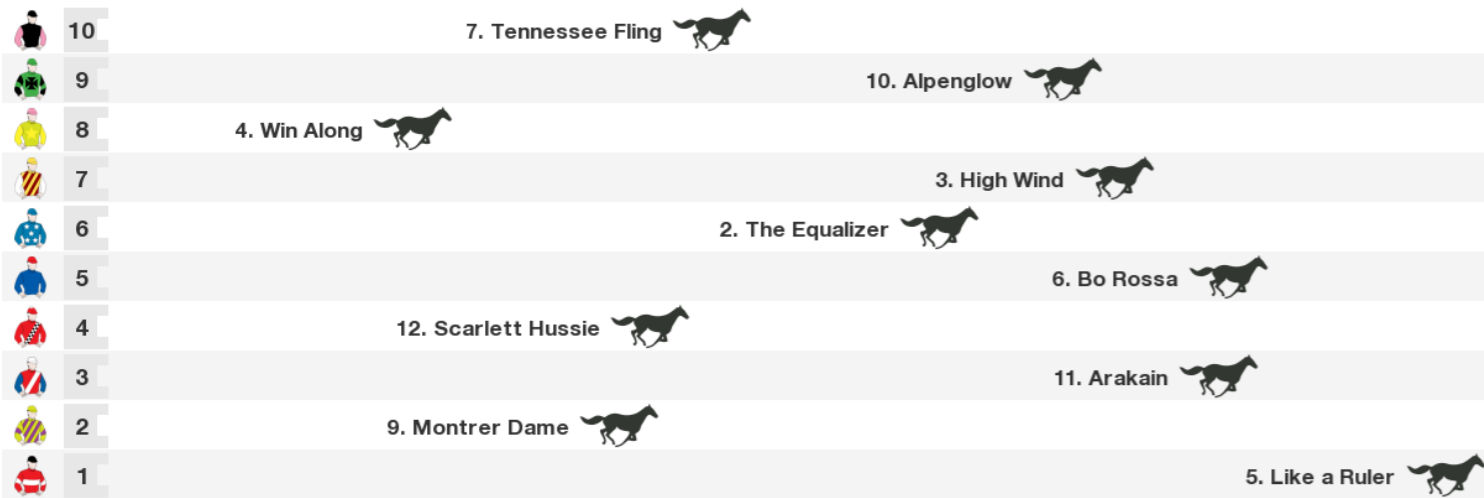 10 7. Tennessee Fling
9 10. Alpenglow
8 4. Win Along
7 3. High Wind
6 2. The Equalizer
5 6. Bo Rossa
4 12. Scarlett Hussie
3 11. Arakain
2 9. Montrer Dame
1 5. Like a Ruler